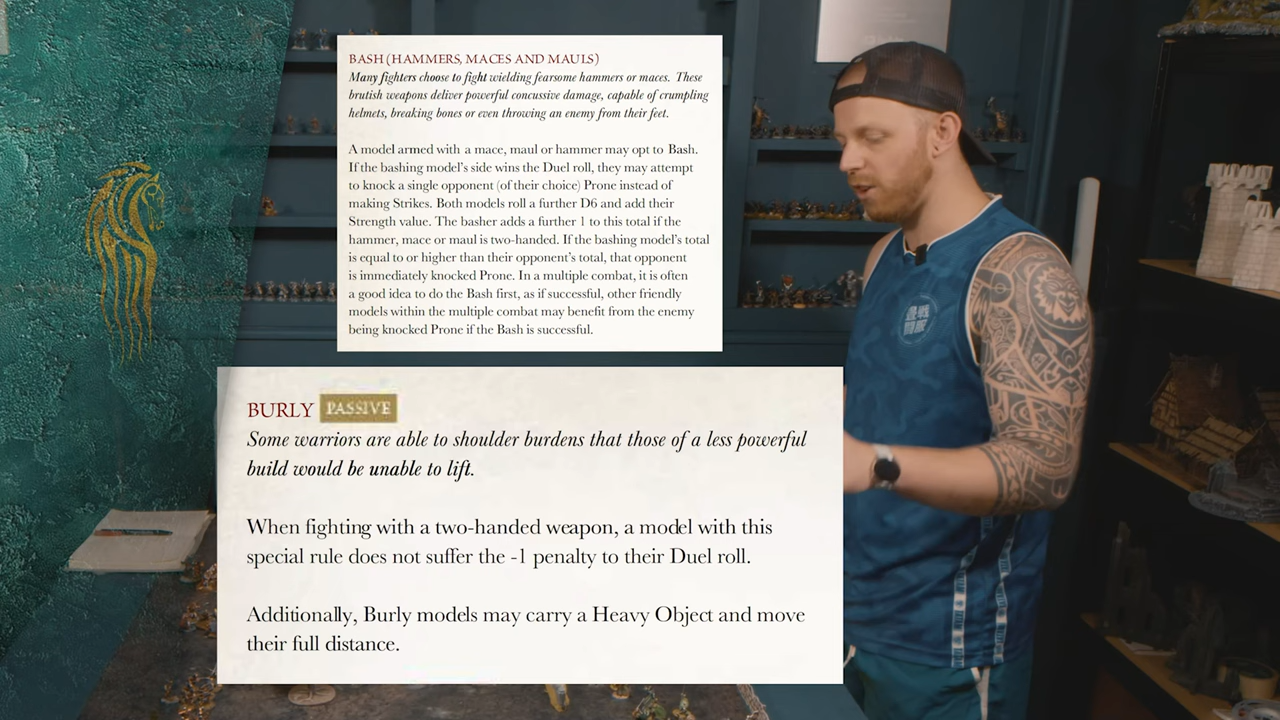 BASH (HAMMERS, MACES AND MAULS)
Many fighters choose to fight wielding fearsome hammers or maces. These
brutish weapons deliver powerful concussive damage, capable of crumpling
helmets, breaking bones or even throwing an enemy from their feet.
A model armed with a mace, maul or hammer may opt to Bash.
If the bashing model's side wins the Duel roll, they may attempt
to knock a single opponent (of their choice) Prone instead of
making Strikes. Both models roll a further D6 and add their
Strength value. The basher adds a further 1 to this total if the
hammer, mace or maul is two-handed. If the bashing model's total
is equal to or higher than their opponent's total, that opponent
is immediately knocked Prone. In a multiple combat, it is often
a good idea to do the Bash first, as if successful, other friendly
models within the multiple combat may benefit from the enemy
being knocked Prone if the Bash is successful.
BURLY PASSIVE
Some warriors are able to shoulder burdens that those of a less powerful
build would be unable to lift.
When fighting with a two-handed weapon, a model with this
special rule does not suffer the -1 penalty to their Duel roll.
Additionally, Burly models may carry a Heavy Object and move
their full distance.